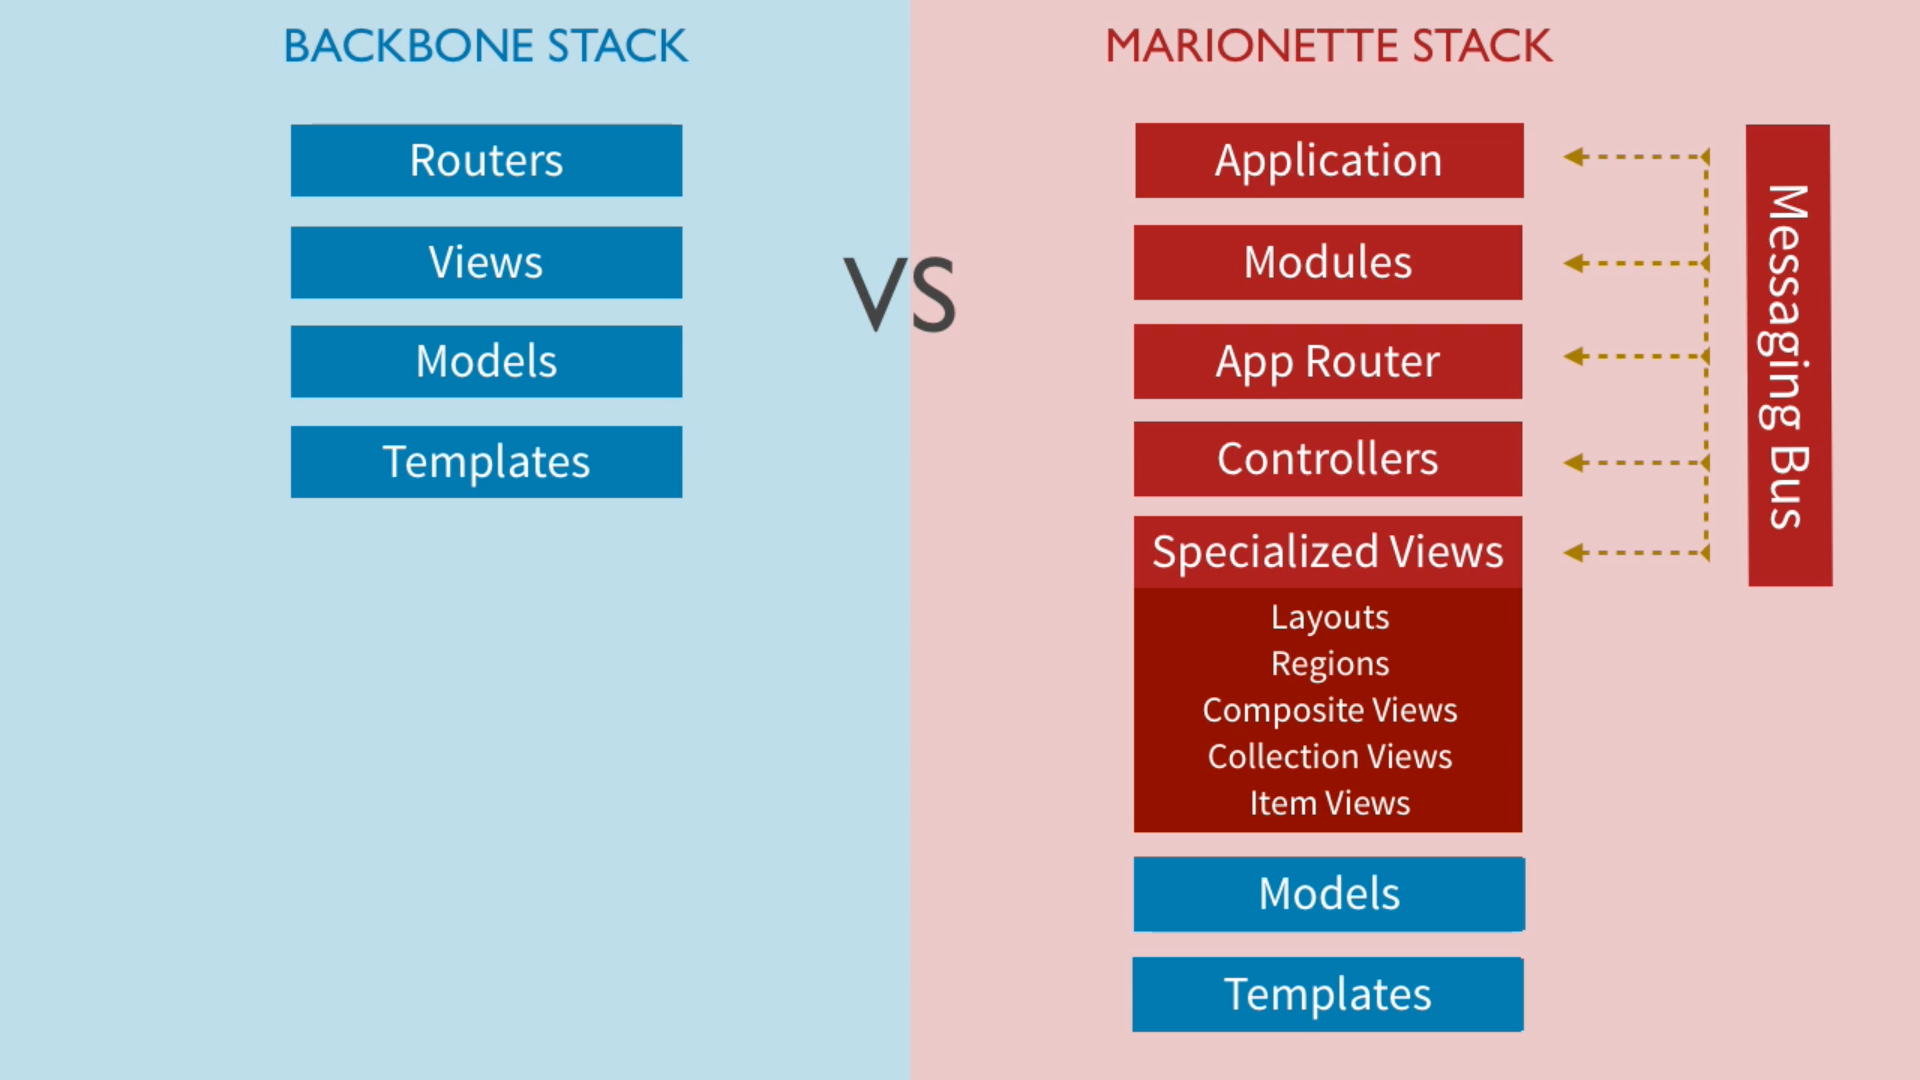 BACKBONE STACK
Routers
Views
Models
Templates
VS
MARIONETTE STACK
Application
Modules
App Router
Controllers
Specialized Views
Layouts
Regions
Composite Views
Collection Views
Item Views
Models
Templates
Messaging Bus